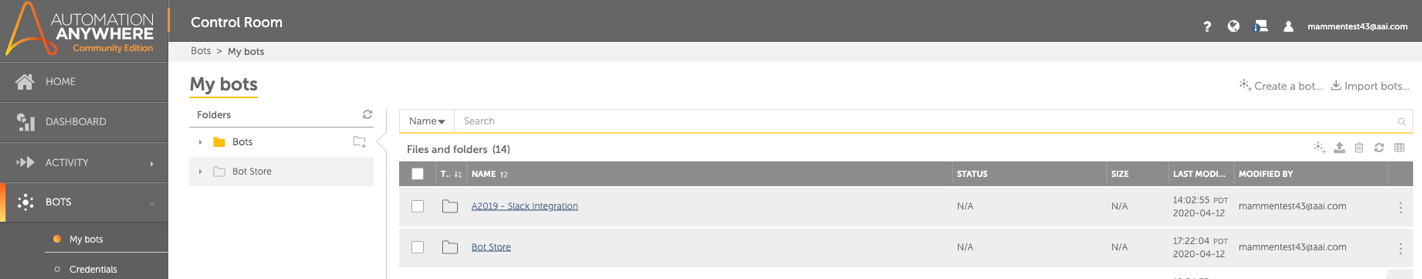 AUTOMATION
ANYWHERE
Community Edition
Control Room
? mammentest43@aai.com
Bots > My bots
HOME
DASHBOARD
ACTIVITY
BOTS
My bots
Credentials
My bots
Create a bot... Import bots...
Folders
Bots
Bot Store
Name Search
Files and folders (14)
T.. NAME STATUS SIZE LAST MODI... MODIFIED BY
A2019 - Slack Integration N/A N/A 14:02:55 PDT mammentest43@aai.com
2020-04-12
Bot Store N/A N/A 17:22:04 PDT mammentest43@aai.com
2020-04-12